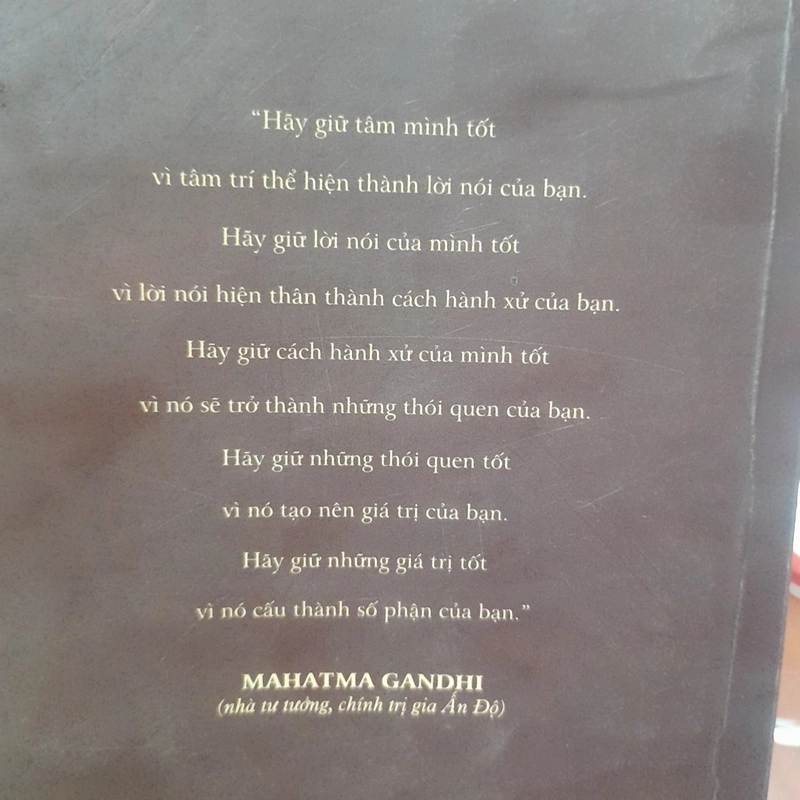 “Hãy giữ tâm mình tốt
vì tâm trí thể hiện thành lời nói của bạn.
Hãy giữ lời nói của mình tốt
vì lời nói hiện thân thành cách hành xử của bạn.
Hãy giữ cách hành xử của mình tốt
vì nó sẽ trở thành những thói quen của bạn.
Hãy giữ những thói quen tốt
vì nó tạo nên giá trị của bạn.
Hãy giữ những giá trị tốt
vì nó cấu thành số phận của bạn.”
MAHATMA GANDHI
(nhà tư tưởng, chính trị gia Ấn Độ)